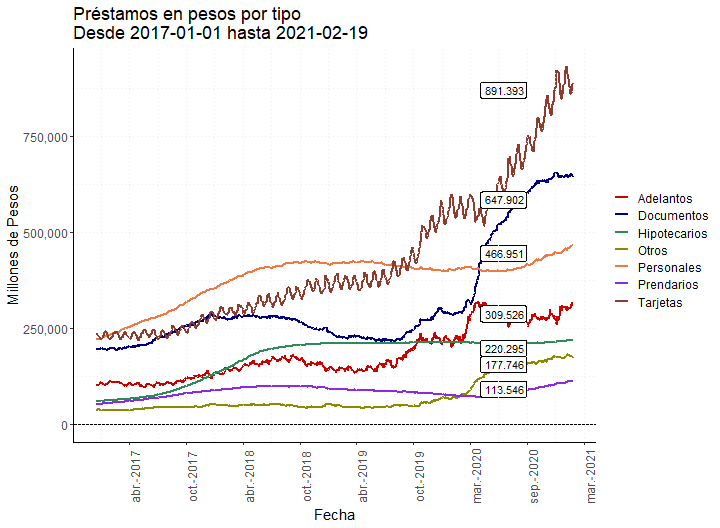 Préstamos en pesos por tipo
Desde 2017-01-01 hasta 2021-02-19
Millones de Pesos
750,000
500,000
250,000
0
891.393
647.902
466.951
309.526
220.295
177.746
113.546
abr.-2017
oct.-2017
abr.-2018
oct.-2018
abr.-2019
oct.-2019
mar.-2020
sep.-2020
mar.-2021
Fecha
Adelantos
Documentos
Hipotecarios
Otros
Personales
Prendarios
Tarjetas